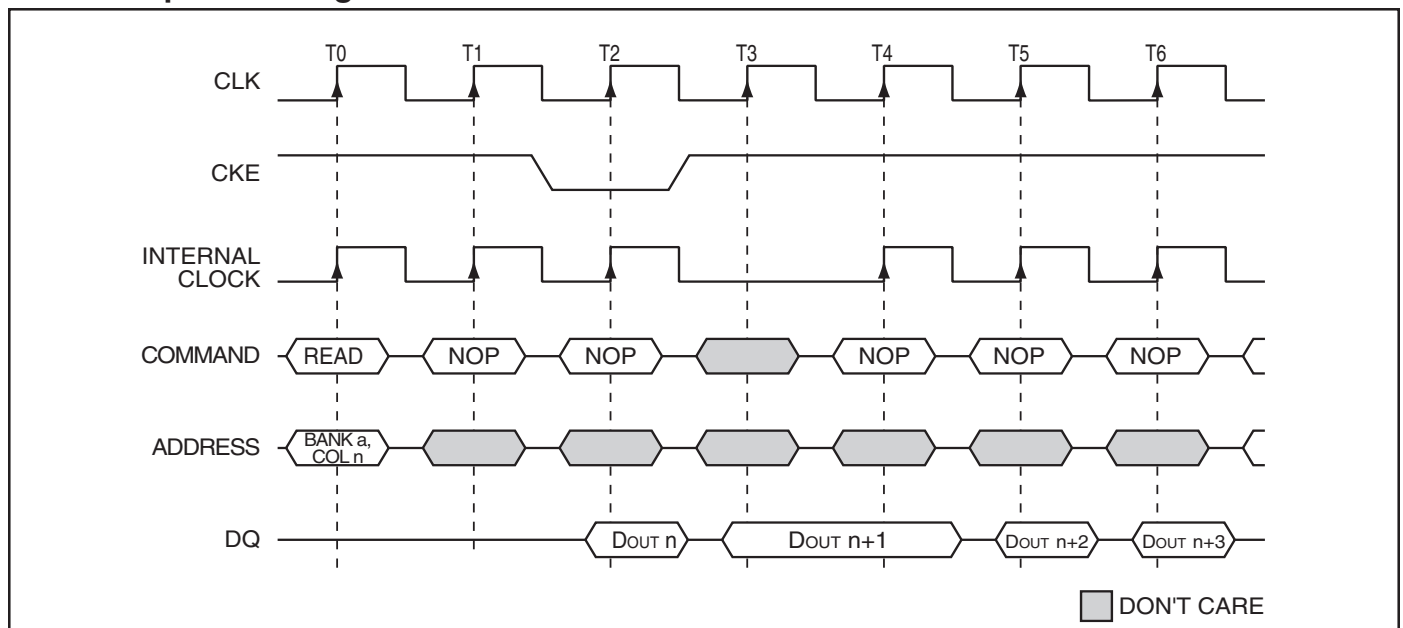 T0 T1 T2 T3 T4 T5 T6
CLK
CKE
INTERNAL
CLOCK
COMMAND READ NOP NOP NOP NOP NOP
ADDRESS BANK a,
COL n
DQ DOUT n DOUT n+1 DOUT n+2 DOUT n+3
DON'T CARE